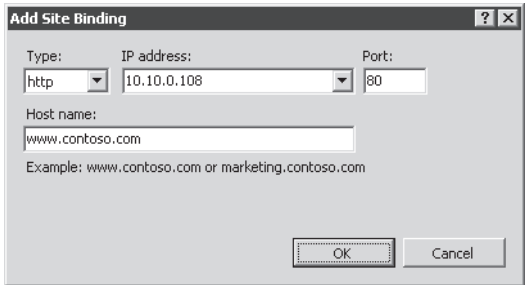 Add Site Binding ? X
Type: IP address: Port:
http 10.10.0.108 80
Host name:
www.contoso.com
Example: www.contoso.com or marketing.contoso.com
OK Cancel